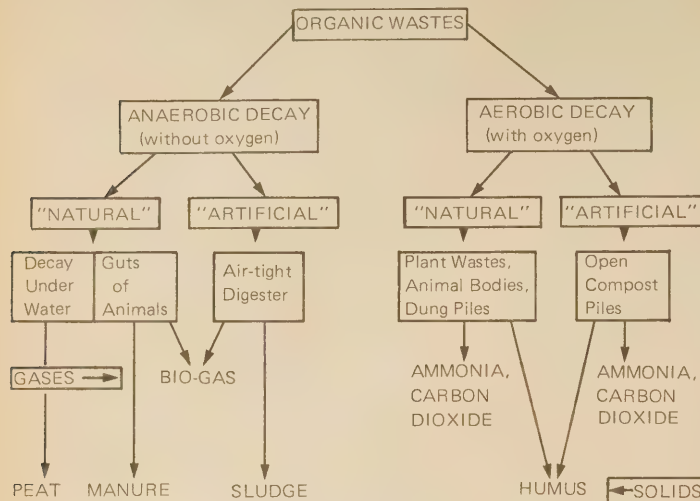 ORGANIC WASTES
ANAEROBIC DECAY
(without oxygen)
AEROBIC DECAY
(with oxygen)
"NATURAL"
"ARTIFICIAL"
"NATURAL"
"ARTIFICIAL"
Decay
Under
Water
Guts
of
Animals
Air-tight
Digester
Plant Wastes,
Animal Bodies,
Dung Piles
Open
Compost
Piles
GASES
BIO-GAS
AMMONIA,
CARBON
DIOXIDE
AMMONIA,
CARBON
DIOXIDE
PEAT
MANURE
SLUDGE
HUMUS
SOLIDS